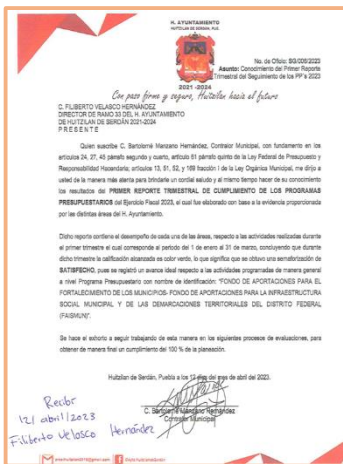 H. AYUNTAMIENTO
HUITZILAN DE SERDÁN, PUE.
2021-2024
No. de Oficio: SG/009/2023
Asunto: Conocimiento del Primer Reporte
Trimestral del Seguimiento de los PP´s 2023
Con paso firme y seguro, Huitzilan hacia el futuro
C. FILIBERTO VELASCO HERNÁNDEZ
DIRECTOR DE RAMO 33 DEL H. AYUNTAMIENTO
DE HUITZILAN DE SERDÁN 2021-2024
P R E S E N T E
Quien suscribe C. Bartolomé Manzano Hernández, Contralor Municipal, con fundamento en los
artículos 24, 27, 45 párrafo segundo y cuarto, artículo 61 párrafo quinto de la Ley Federal de Presupuesto y
Responsabilidad Hacendaria; artículos 13, 51, 52, y 169 fracción I de la Ley Orgánica Municipal, me dirijo a
usted de la manera más atenta para brindarle un cordial saludo y al mismo tiempo hacer de su conocimiento
los resultados del PRIMER REPORTE TRIMESTRAL DE CUMPLIMIENTO DE LOS PROGRAMAS
PRESUPUESTARIOS del Ejercicio Fiscal 2023, el cual fue elaborado con base a la evidencia proporcionada
por las distintas áreas del H. Ayuntamiento.
Dicho reporte contiene el desempeño de cada una de las áreas, respecto a las actividades realizadas durante
el primer trimestre el cual corresponde al periodo del 1 de enero al 31 de marzo, concluyendo que durante
dicho trimestre la calificación alcanzada es color verde, lo que significa que se obtuvo una semaforización de
SATISFECHO, pues se registró un avance ideal respecto a las actividades programadas de manera general
a nivel Programa Presupuestario con nombre de identificación: "FONDO DE APORTACIONES PARA EL
FORTALECIMIENTO DE LOS MUNICIPIOS- FONDO DE APORTACIONES PARA LA INFRAESTRUCTURA
SOCIAL MUNICIPAL Y DE LAS DEMARCACIONES TERRITORIALES DEL DISTRITO FEDERAL
(FAISMUN)".
Se hace el exhorto a seguir trabajando de esta manera en los siguientes procesos de evaluaciones, para
obtener de manera final un cumplimiento del 100 % de la planeación.
Huitzilan de Serdán, Puebla a los 12 días del mes de abril del 2023.
C. Bartolomé Manzano Hernández
Contralor Municipal
Recibí
12/ abril/2023
Filiberto Velasco Hernández